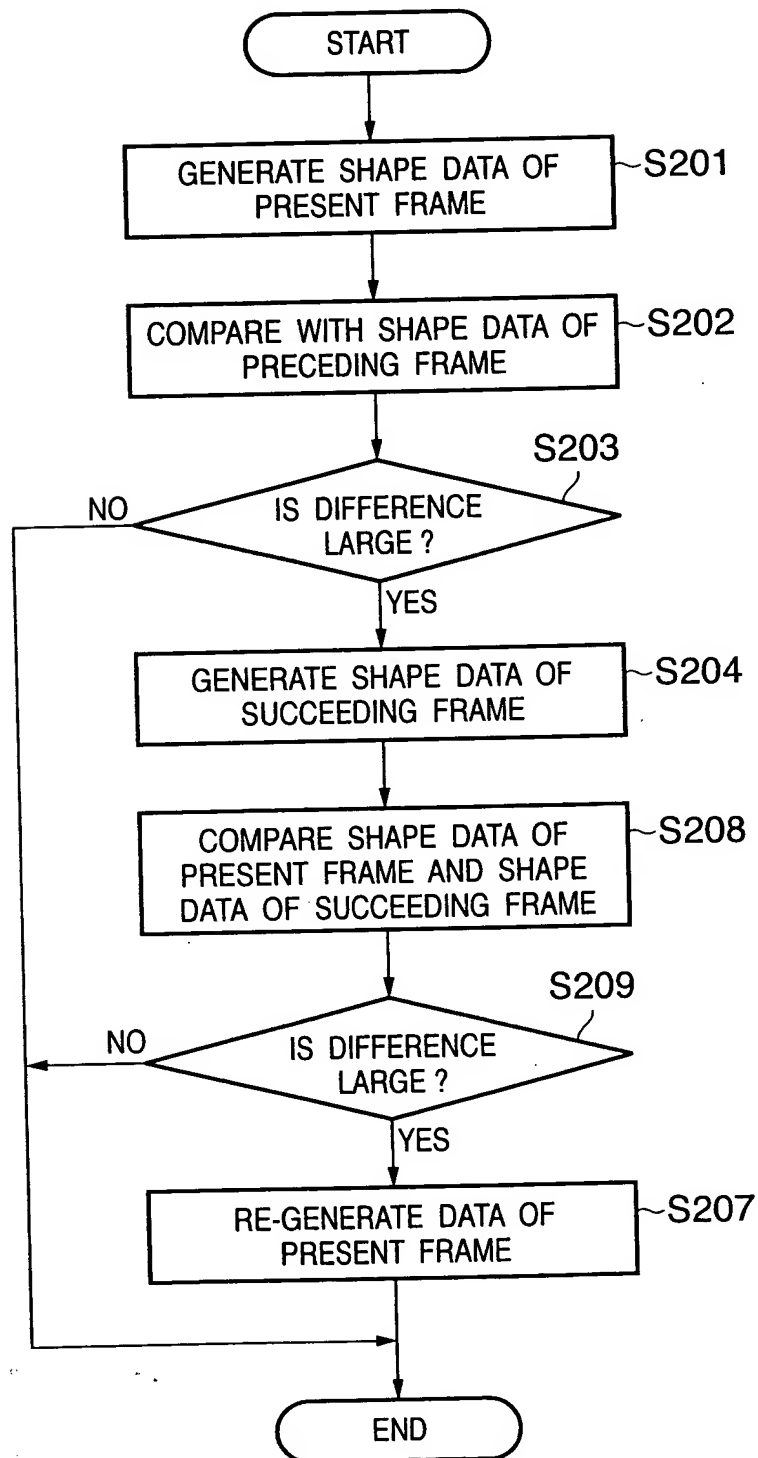 START
GENERATE SHAPE DATA OF
PRESENT FRAME
S201
COMPARE WITH SHAPE DATA OF
PRECEDING FRAME
S202
S203
NO
IS DIFFERENCE
LARGE ?
YES
GENERATE SHAPE DATA OF
SUCCEEDING FRAME
S204
COMPARE SHAPE DATA OF
PRESENT FRAME AND SHAPE
DATA OF SUCCEEDING FRAME
S208
S209
NO
IS DIFFERENCE
LARGE ?
YES
RE-GENERATE DATA OF
PRESENT FRAME
S207
END